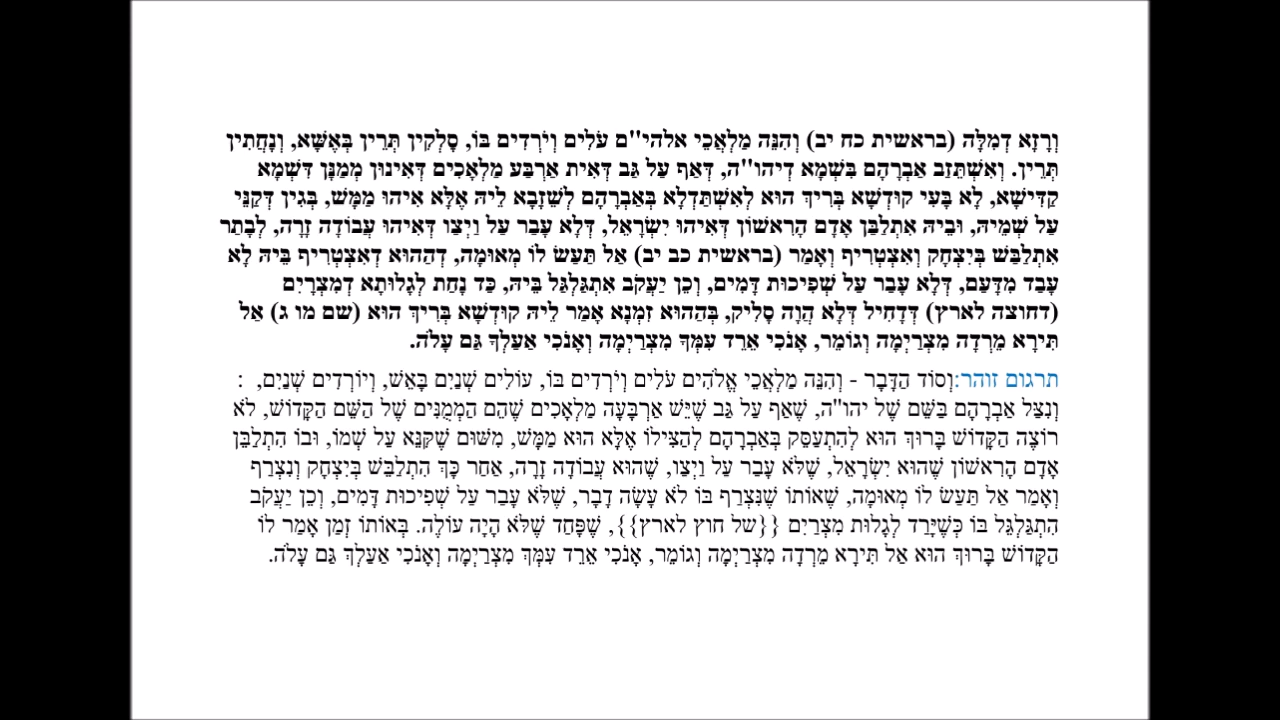 וְרָזָא דְמִלָּה (בראשית כח יב) וְהִנֵּה מַלְאֲכֵי אלהי''ם עֹלִים וְיֹרְדִים בּוֹ, סָלְקִין תְּרֵין בְּאֶשָּׁא, וְנָחֲתִין
תְּרֵין. וְאִשְׁתֵּזַב אַבְרָהָם בִּשְׁמָא דַיהו''ה, דְּאַף עַל גַּב דְּאִית אַרְבַּע מַלְאָכִים דְּאִינוּן מְמַנָּן דִּשְׁמָא
קַדִּישָׁא, לָא בָּעֵי קוּדְשָׁא בְּרִיךְ הוּא לְאִשְׁתַּדְּלָא בְּאַבְרָהָם לְשֵׁזָבָא לֵיהּ אֶלָּא אִיהוּ מַמָּשׁ, בְּגִין דְּקַנֵּי
עַל שְׁמֵיהּ, וּבֵיהּ אִתְלַבַּן אָדָם הָרִאשׁוֹן דְּאִיהוּ יִשְׂרָאֵל, דְּלָא עָבַר עַל וַיְצַו דְּאִיהוּ עֲבוֹדָה זָרָה, לְבָתַר
אִתְלַבַּשׁ בְּיִצְחָק וְאִצְטְרִיף וְאָמַר (בראשית כב יב) אַל תַּעַשׂ לוֹ מְאוּמָה, דְהַהוּא דְאִצְטְרִיף בֵּיהּ לָא
עָבַד מִדָּעַם, דְּלָא עָבַר עַל שְׁפִיכוּת דָּמִים, וְכֵן יַעֲקֹב אִתְגַּלְגַּל בֵּיהּ, כַּד נָחַת לְגָלוּתָא דְמִצְרָיִם
(דחוצה לארץ) דְּדָחִיל דְּלָא הֲוָה סָלִיק, בְּהַהוּא זִמְנָא אָמַר לֵיהּ קוּדְשָׁא בְּרִיךְ הוּא (שם מו ג) אַל
תִּירָא מֵרְדָה מִצְרַיְמָה וְגוֹמֵר, אָנֹכִי אֵרֵד עִמְּךָ מִצְרַיְמָה וְאָנֹכִי אַעַלְךָ גַּם עָלֹה.
תרגום זוהר:וְסוֹד הַדָּבָר - וְהִנֵּה מַלְאֲכֵי אֱלֹהִים עֹלִים וְיֹרְדִים בּוֹ, עוֹלִים שְׁנַיִם בָּאֵשׁ, וְיוֹרְדִים שְׁנַיִם, :
וְנִצַּל אַבְרָהָם בַּשֵּׁם שֶׁל יהו"ה, שֶׁאַף עַל גַּב שֶׁיֵּשׁ אַרְבָּעָה מַלְאָכִים שֶׁהֵם הַמְמֻנִּים שֶׁל הַשֵּׁם הַקָּדוֹשׁ, לֹא
רוֹצֶה הַקָּדוֹשׁ בָּרוּךְ הוּא לְהִתְעַסֵּק בְּאַבְרָהָם לְהַצִּילוֹ אֶלָּא הוּא מַמָּשׁ, מִשּׁוּם שֶׁקִּנֵּא עַל שְׁמוֹ, וּבוֹ הִתְלַבֵּן
אָדָם הָרִאשׁוֹן שֶׁהוּא יִשְׂרָאֵל, שֶׁלֹּא עָבַר עַל וַיְצַו, שֶׁהוּא עֲבוֹדָה זָרָה, אַחַר כָּךְ הִתְלַבֵּשׁ בְּיִצְחָק וְנִצְרַף
וְאָמַר אַל תַּעַשׂ לוֹ מְאוּמָה, שֶׁאוֹתוֹ שֶׁנִּצְרַף בּוֹ לֹא עָשָׂה דָבָר, שֶׁלֹּא עָבַר עַל שְׁפִיכוּת דָּמִים, וְכֵן יַעֲקֹב
הִתְגַּלְגֵּל בּוֹ כְּשֶׁיָּרַד לְגָלוּת מִצְרַיִם {{של חוץ לארץ}}, שֶׁפָּחַד שֶׁלֹּא הָיָה עוֹלֶה. בְּאוֹתוֹ זְמַן אָמַר לוֹ
הַקָּדוֹשׁ בָּרוּךְ הוּא אַל תִּירָא מֵרְדָה מִצְרַיְמָה וְגוֹמֵר, אָנֹכִי אֵרֵד עִמְּךָ מִצְרַיְמָה וְאָנֹכִי אַעַלְךָ גַּם עָלֹה.